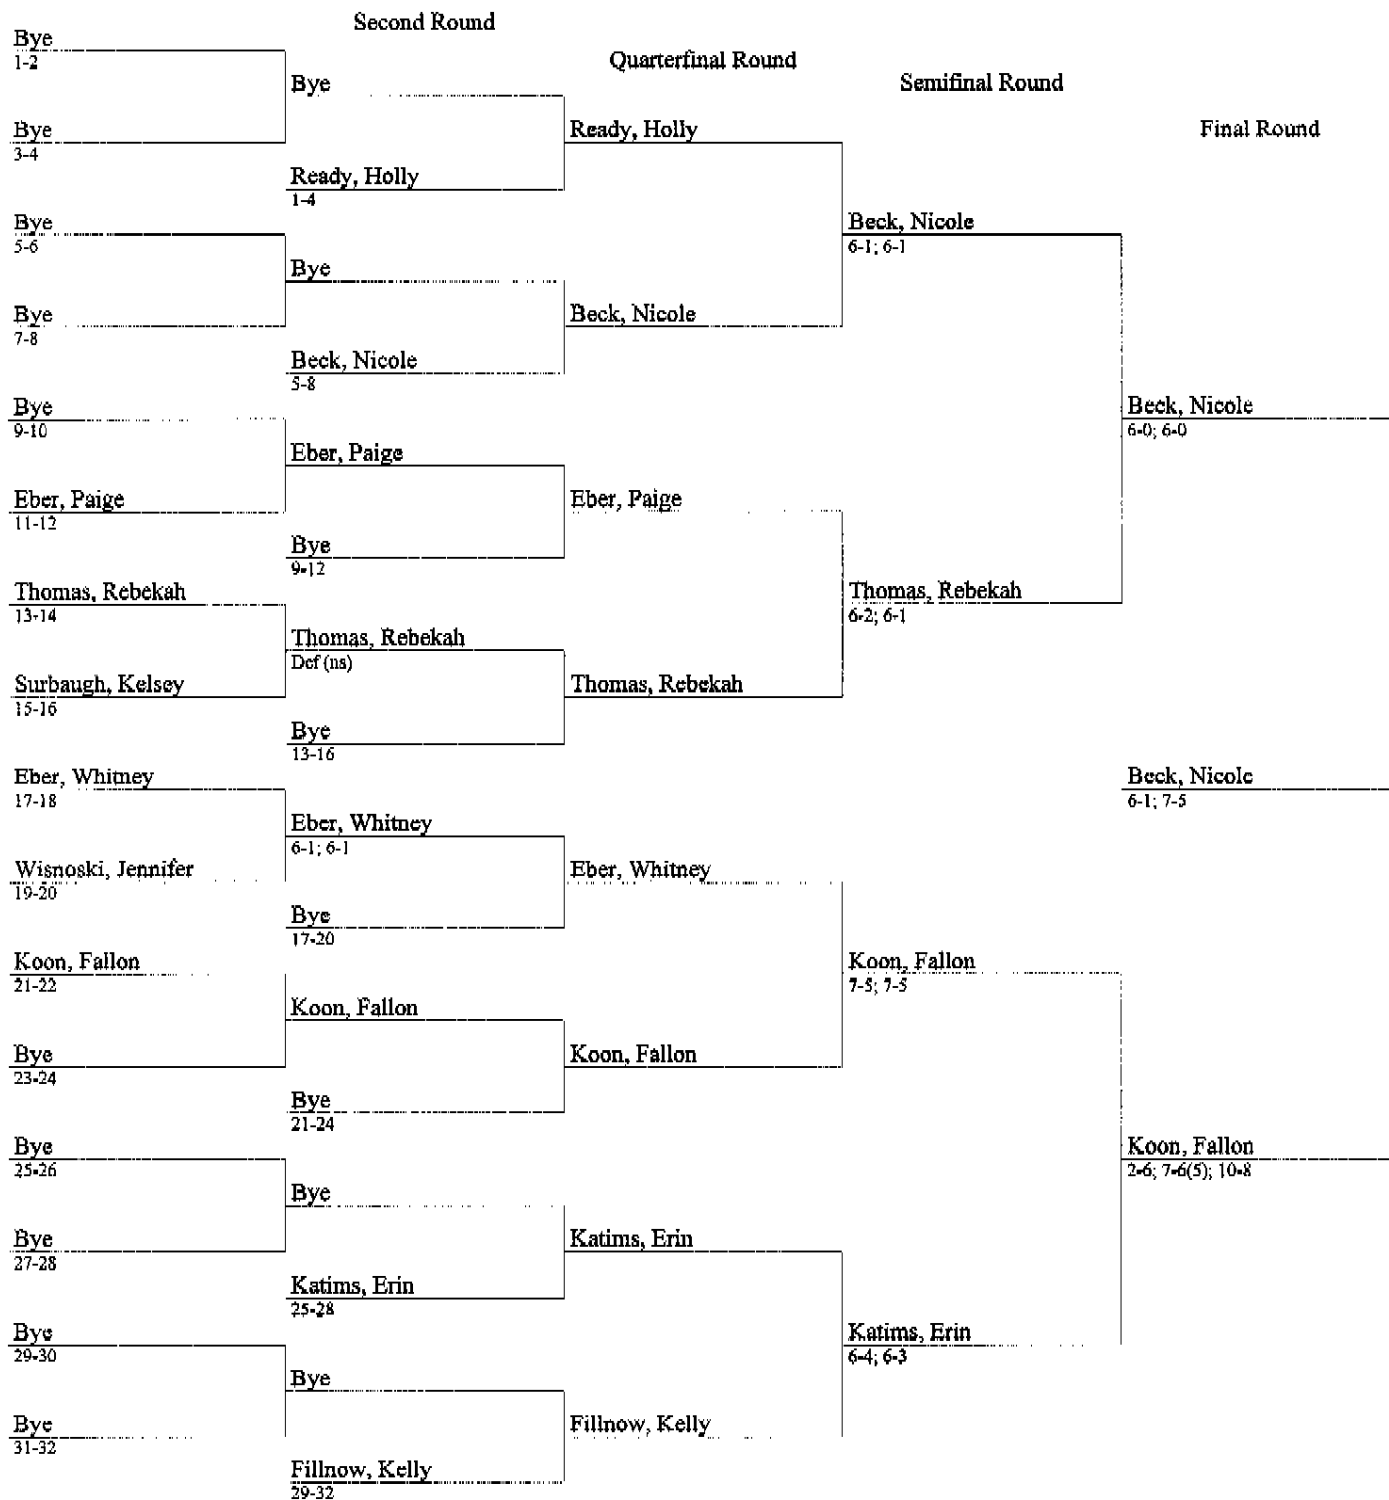 Second Round
Quarterfinal Round
Semifinal Round
Final Round
Bye
1-2
Bye
3-4
Bye
5-6
Bye
7-8
Bye
9-10
Eber, Paige
11-12
Thomas, Rebekah
13-14
Surbaugh, Kelsey
15-16
Eber, Whitney
17-18
Wisnoski, Jennifer
19-20
Koon, Fallon
21-22
Bye
23-24
Bye
25-26
Bye
27-28
Bye
29-30
Bye
31-32
Bye
Ready, Holly
1-4
Bye
Beck, Nicole
5-8
Eber, Paige
Bye
9-12
Thomas, Rebekah
Def (ns)
Bye
13-16
Eber, Whitney
6-1; 6-1
Bye
17-20
Koon, Fallon
Bye
21-24
Bye
Katims, Erin
25-28
Bye
Fillnow, Kelly
29-32
Ready, Holly
Beck, Nicole
Eber, Paige
Thomas, Rebekah
Eber, Whitney
Koon, Fallon
Katims, Erin
Fillnow, Kelly
Beck, Nicole
6-1; 6-1
Thomas, Rebekah
6-2; 6-1
Koon, Fallon
7-5; 7-5
Katims, Erin
6-4; 6-3
Beck, Nicole
6-0; 6-0
Beck, Nicole
6-1; 7-5
Koon, Fallon
2-6; 7-6(5); 10-8